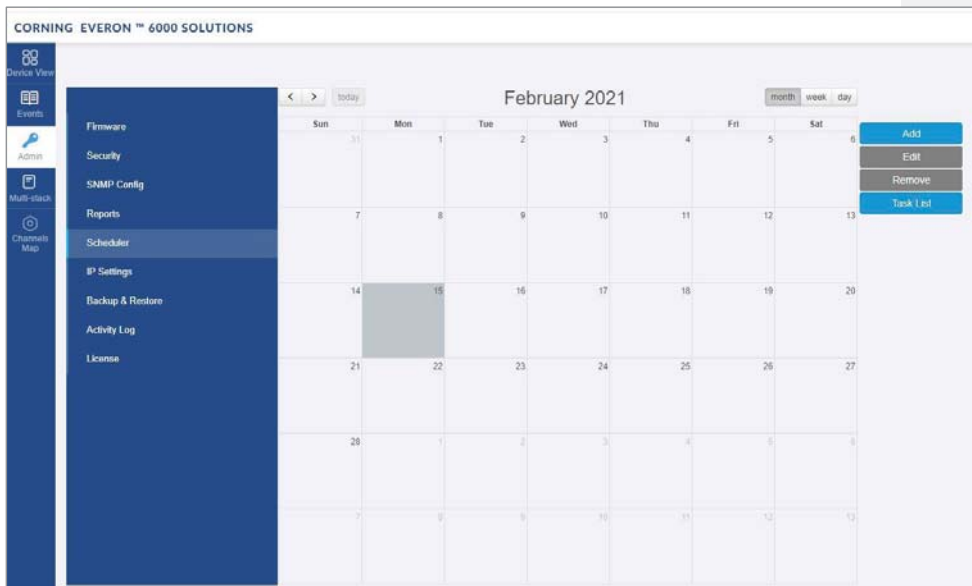 CORNING EVERON ™ 6000 SOLUTIONS
Device View
Events
Admin
Multi-stack
Channels
Map
Firmware
Security
SNMP Config
Reports
Scheduler
IP Settings
Backup & Restore
Activity Log
License
< > today
February 2021
month week day
Sun Mon Tue Wed Thu Fri Sat
31 1 2 3 4 5 6
7 8 9 10 11 12 13
14 15 16 17 18 19 20
21 22 23 24 25 26 27
28 1 2 3 4 5 6
7 8 9 10 11 12 13
Add
Edit
Remove
Task List